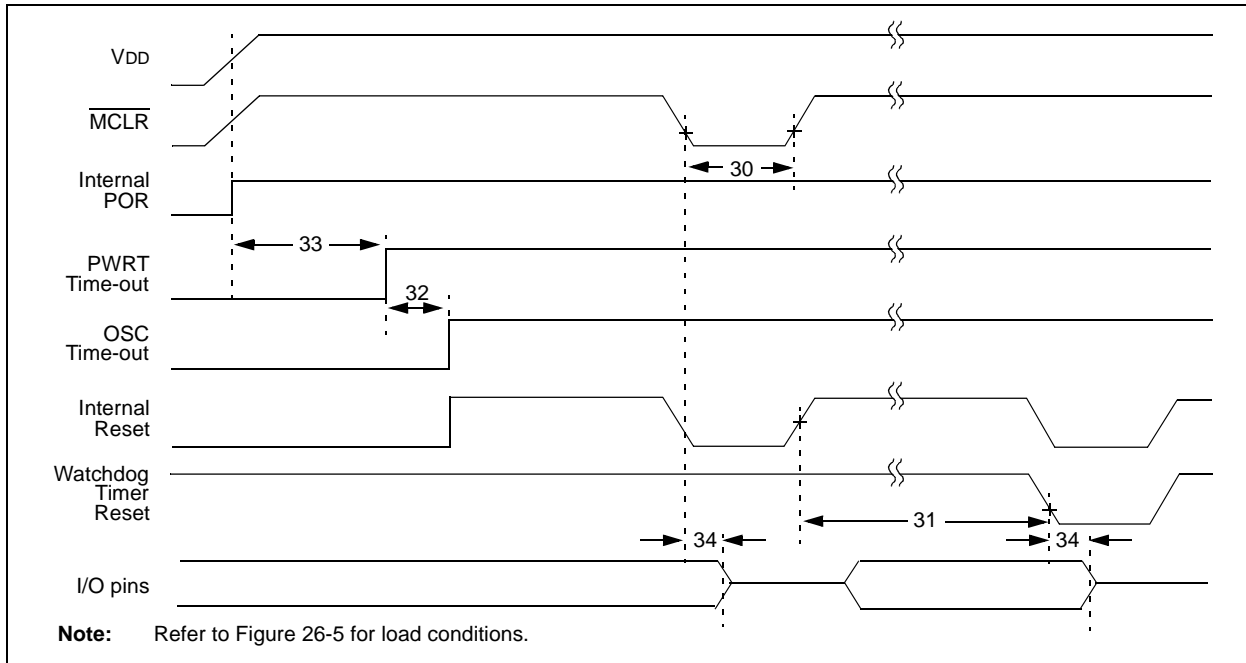 VDD
MCLR
30
Internal
POR
33
PWRT
Time-out
32
OSC
Time-out
Internal
Reset
Watchdog
Timer
Reset
31
34
34
I/O pins
Note: Refer to Figure 26-5 for load conditions.